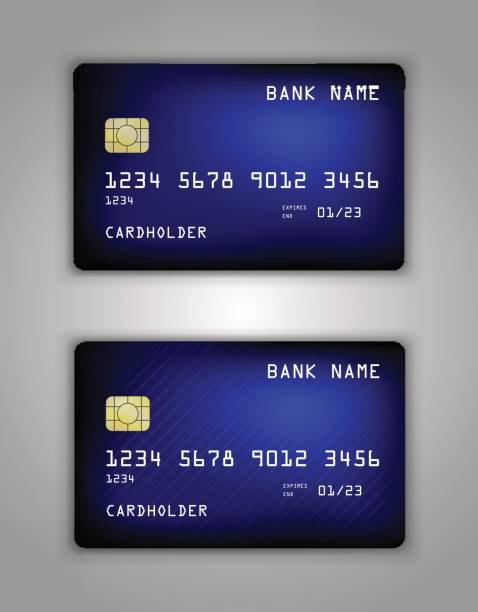 BANK NAME
1234 5678 9012 3456
1234
EXPIRES
END
01/23
CARDHOLDER
BANK NAME
1234 5678 9012 3456
1234
EXPIRES
END
01/23
CARDHOLDER